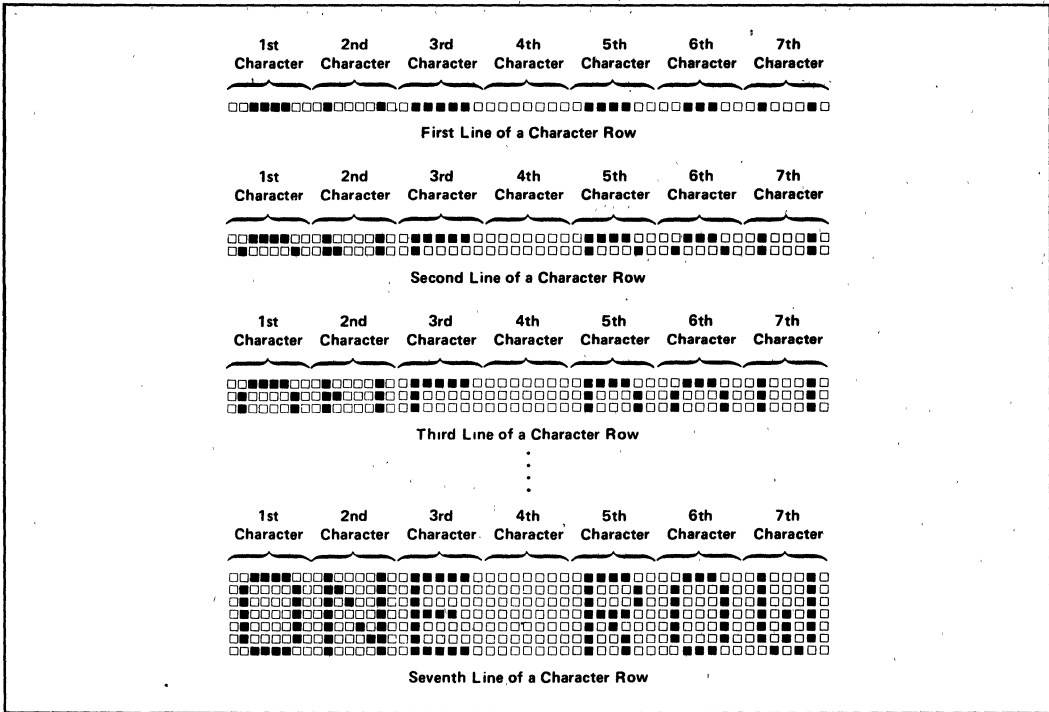 1st 2nd 3rd 4th 5th 6th 7th
Character Character Character Character Character Character Character
First Line of a Character Row
1st 2nd 3rd 4th 5th 6th 7th
Character Character Character Character Character Character Character
Second Line of a Character Row
1st 2nd 3rd 4th 5th 6th 7th
Character Character Character Character Character Character Character
Third Line of a Character Row
1st 2nd 3rd 4th 5th 6th 7th
Character Character Character Character Character Character Character
ONE ROW
Seventh Line of a Character Row